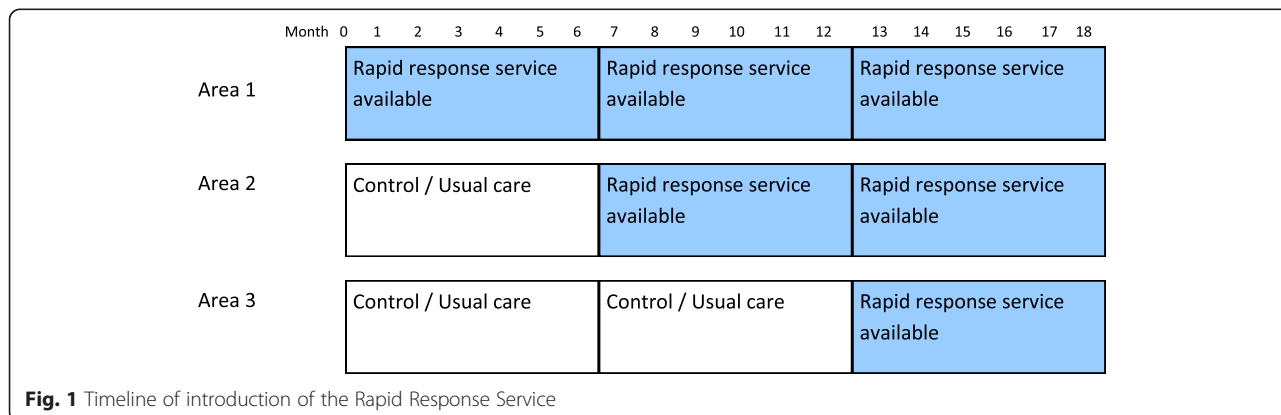 Month 0 1 2 3 4 5 6 7 8 9 10 11 12 13 14 15 16 17 18
Area 1
Rapid response service
available
Rapid response service
available
Rapid response service
available
Area 2
Control / Usual care
Rapid response service
available
Rapid response service
available
Area 3
Control / Usual care
Control / Usual care
Rapid response service
available
Fig. 1 Timeline of introduction of the Rapid Response Service